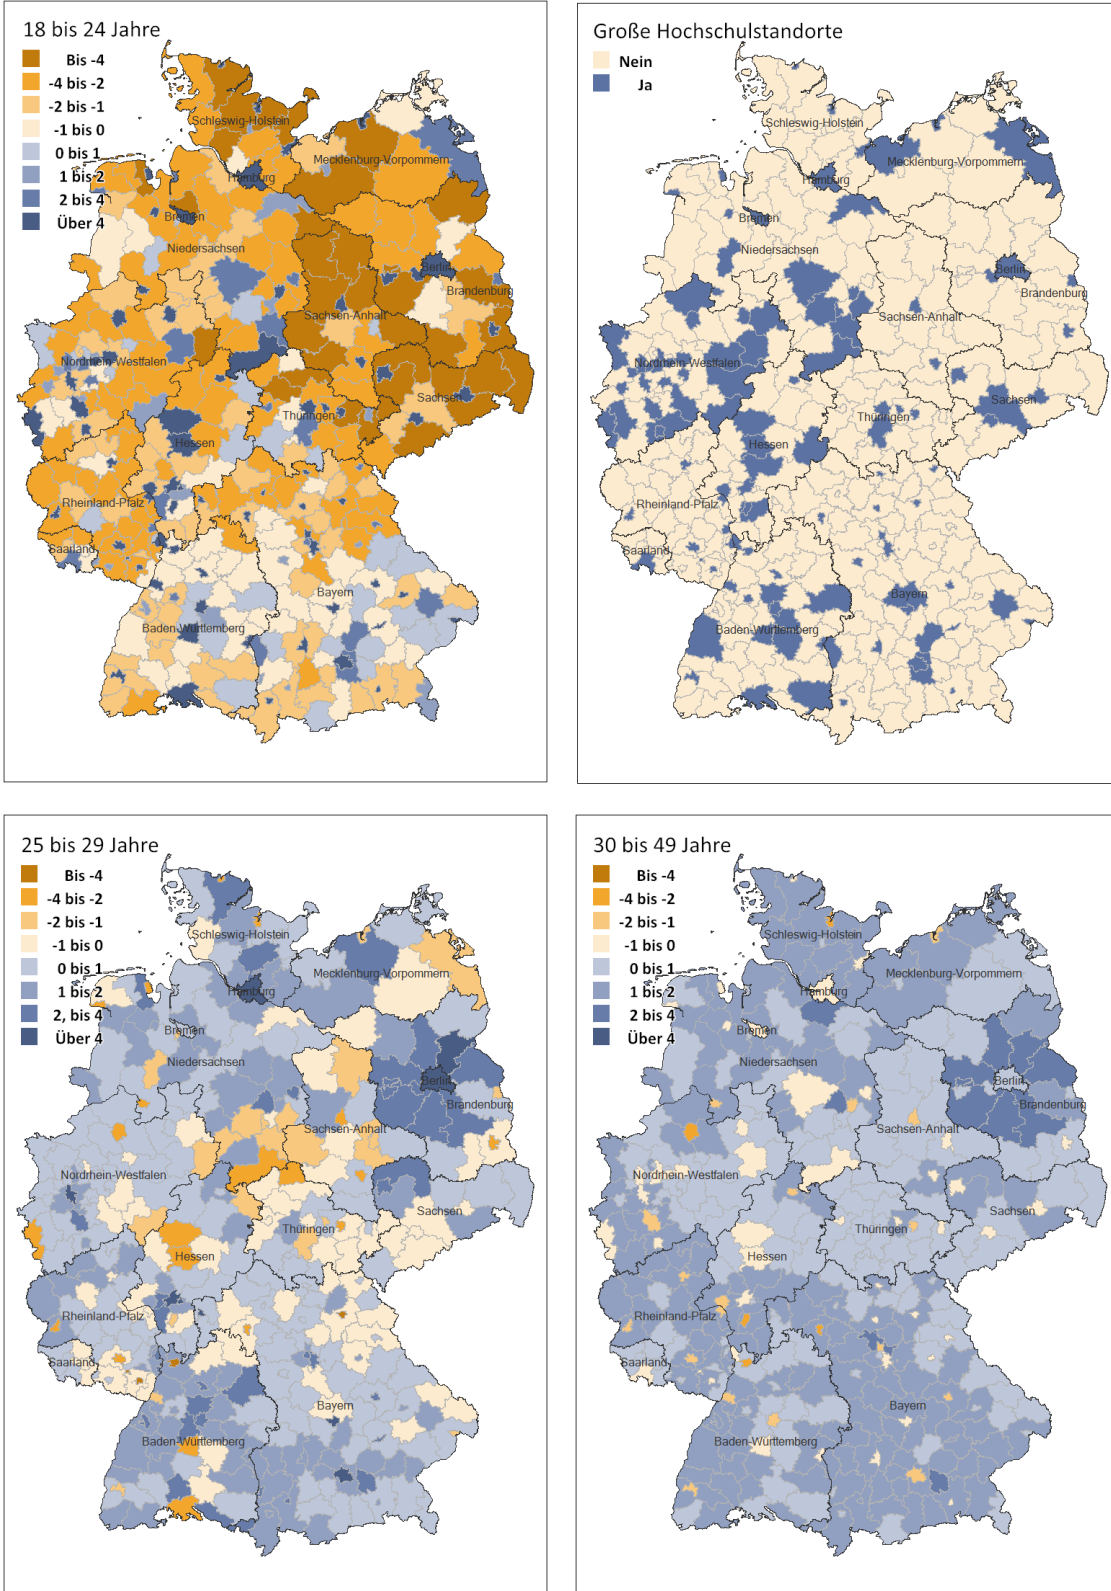 18 bis 24 Jahre
Bis -4
-4 bis -2
-2 bis -1
-1 bis 0
0 bis 1
1 bis 2
2 bis 4
Über 4
Schleswig-Holstein
Mecklenburg-Vorpommern
Hamburg
Bremen
Niedersachsen
Berlin
Brandenburg
Sachsen-Anhalt
Nordrhein-Westfalen
Sachsen
Thüringen
Hessen
Rheinland-Pfalz
Saarland
Bayern
Baden-Württemberg
Große Hochschulstandorte
Nein
Ja
Schleswig-Holstein
Mecklenburg-Vorpommern
Hamburg
Bremen
Niedersachsen
Berlin
Brandenburg
Sachsen-Anhalt
Nordrhein-Westfalen
Sachsen
Thüringen
Hessen
Rheinland-Pfalz
Saarland
Bayern
Baden-Württemberg
25 bis 29 Jahre
Bis -4
-4 bis -2
-2 bis -1
-1 bis 0
0 bis 1
1 bis 2
2, bis 4
Über 4
Schleswig-Holstein
Mecklenburg-Vorpommern
Hamburg
Bremen
Niedersachsen
Berlin
Brandenburg
Sachsen-Anhalt
Nordrhein-Westfalen
Sachsen
Thüringen
Hessen
Rheinland-Pfalz
Saarland
Bayern
Baden-Württemberg
30 bis 49 Jahre
Bis -4
-4 bis -2
-2 bis -1
-1 bis 0
0 bis 1
1 bis 2
2 bis 4
Über 4
Schleswig-Holstein
Mecklenburg-Vorpommern
Hamburg
Bremen
Niedersachsen
Berlin
Brandenburg
Sachsen-Anhalt
Nordrhein-Westfalen
Sachsen
Thüringen
Hessen
Rheinland-Pfalz
Saarland
Bayern
Baden-Württemberg